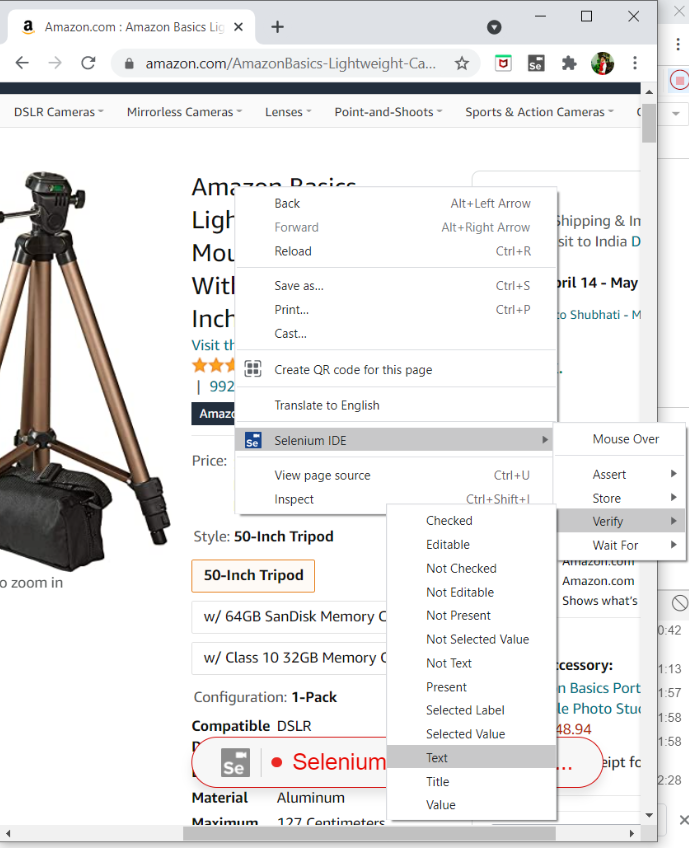 Amazon.com : Amazon Basics Lig
amazon.com/AmazonBasics-Lightweight-Ca...
DSLR Cameras
Mirrorless Cameras
Lenses
Point-and-Shoots
Sports & Action Cameras
Amazon Basics
Ligh
Mou
With
Inch
Visit th
| 992
Amazo
Price:
Shipping & Im
sit to India D
pril 14 - May
to Shubhati - M
Back Alt+Left Arrow
Forward Alt+Right Arrow
Reload Ctrl+R
Save as... Ctrl+S
Print... Ctrl+P
Cast...
Create QR code for this page
Translate to English
Se Selenium IDE
View page source Ctrl+U
Inspect Ctrl+Shift+I
Mouse Over
Assert
Store
Verify
Wait For
Checked
Editable
Not Checked
Not Editable
Not Present
Not Selected Value
Not Text
Present
Selected Label
Selected Value
Text
Title
Value
o zoom in
Style: 50-Inch Tripod
50-Inch Tripod
w/ 64GB SanDisk Memory C
w/ Class 10 32GB Memory C
Configuration: 1-Pack
Compatible DSLR
Se Selenium ...
Material Aluminum
Maximum 127 Centimeters
Amazon.com
Amazon.com
Shows what's
ccessory:
n Basics Port
le Photo Stud
48.94
eipt fo
0:42
1:13
1:57
1:58
1:58
2:28